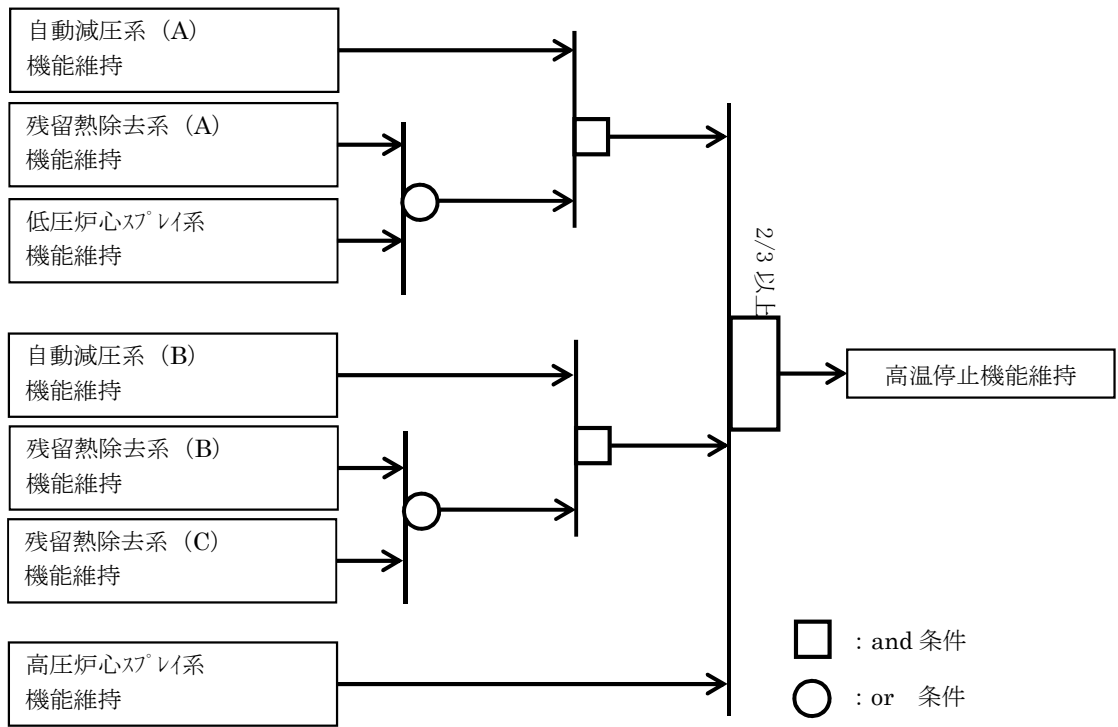 自動減圧系（A）
機能維持
残留熱除去系（A）
機能維持
低圧炉心ｽﾌﾟﾚｲ系
機能維持
自動減圧系（B）
機能維持
残留熱除去系（B）
機能維持
残留熱除去系（C）
機能維持
高圧炉心ｽﾌﾟﾚｲ系
機能維持
2/3 以上
高温停止機能維持
：and 条件
：or　条件